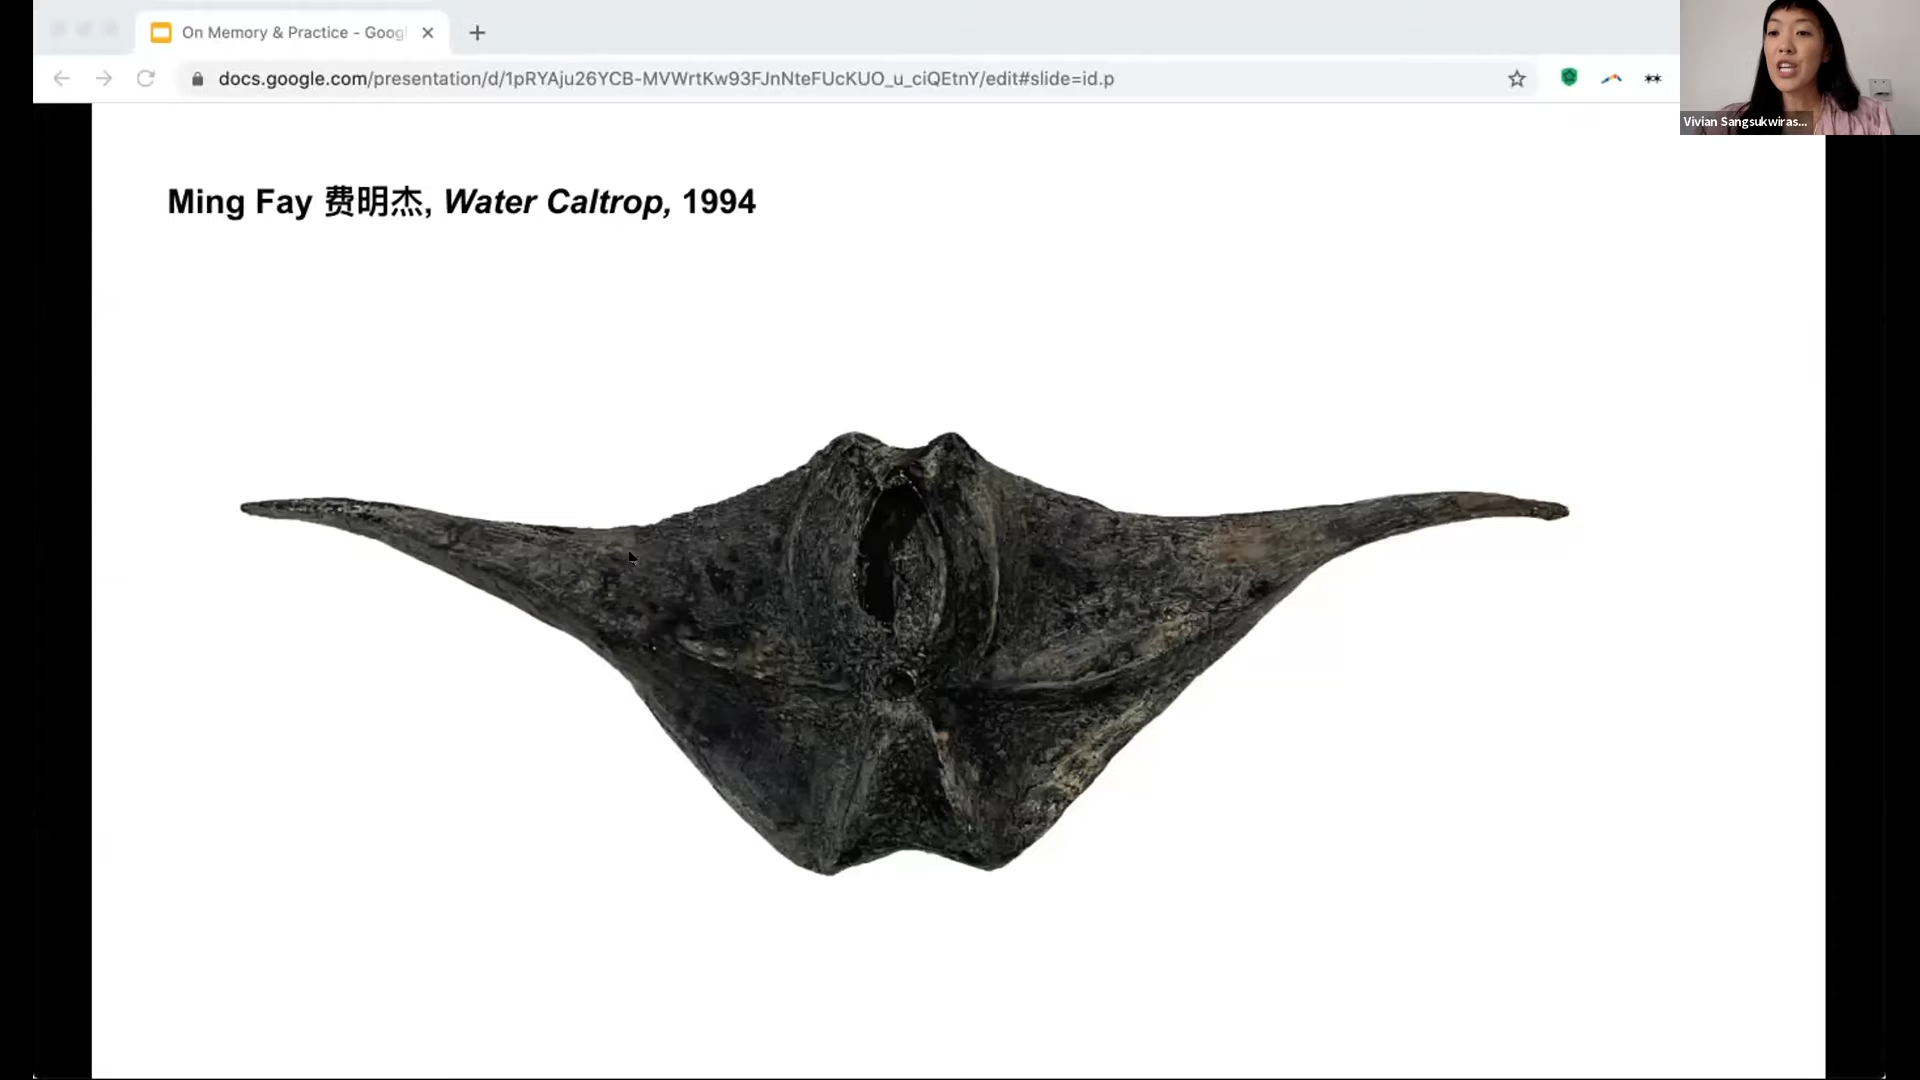 On Memory & Practice - Googl
docs.google.com/presentation/d/1pRYAju26YCB-MVWrtKw93FJnNteFUcKUO_u_ciQEtnY/edit#slide=id.p
Vivian Sangsukwiras...
Ming Fay 费明杰, Water Caltrop, 1994